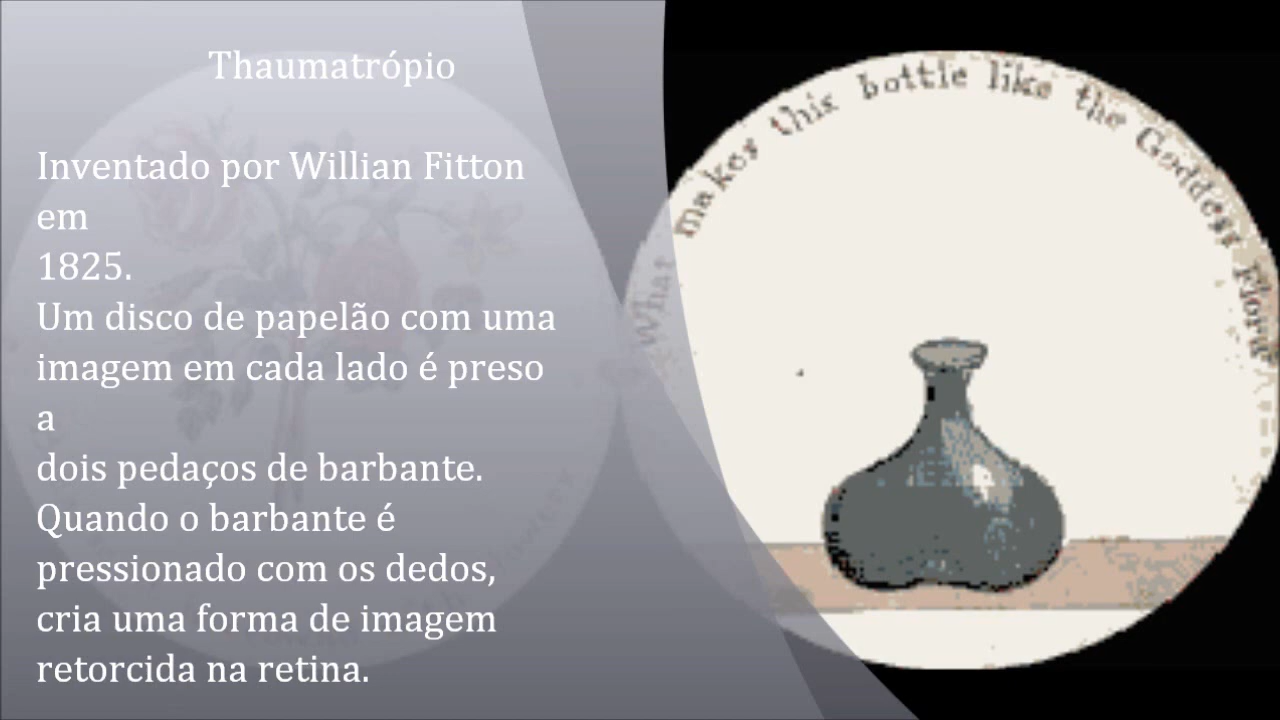 Thaumatrópio
Inventado por Willian Fitton
em
1825.
Um disco de papelão com uma
imagem em cada lado é preso
a
dois pedaços de barbante.
Quando o barbante é
pressionado com os dedos,
cria uma forma de imagem
retorcida na retina.
What makes this bottle like the Goddess Flora